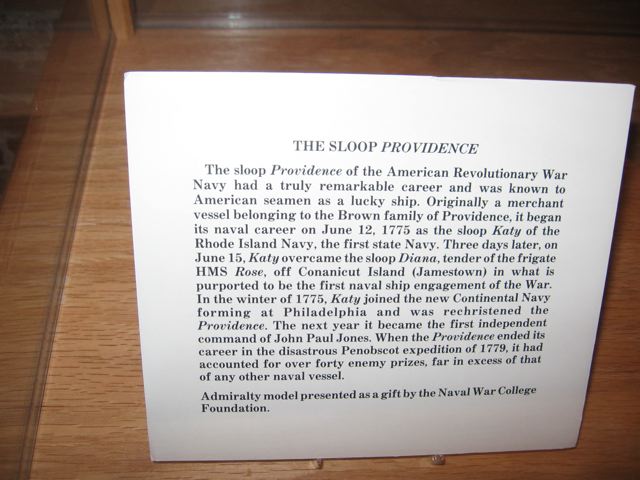 THE SLOOP PROVIDENCE
The sloop Providence of the American Revolutionary War
Navy had a truly remarkable career and was known to
American seamen as a lucky ship. Originally a merchant
vessel belonging to the Brown family of Providence, it began
its naval career on June 12, 1775 as the sloop Katy of the
Rhode Island Navy, the first state Navy. Three days later, on
June 15, Katy overcame the sloop Diana, tender of the frigate
HMS Rose, off Conanicut Island (Jamestown) in what is
purported to be the first naval ship engagement of the War.
In the winter of 1775, Katy joined the new Continental Navy
forming at Philadelphia and was rechristened the
Providence. The next year it became the first independent
command of John Paul Jones. When the Providence ended its
career in the disastrous Penobscot expedition of 1779, it had
accounted for over forty enemy prizes, far in excess of that
of any other naval vessel.
Admiralty model presented as a gift by the Naval War College
Foundation.